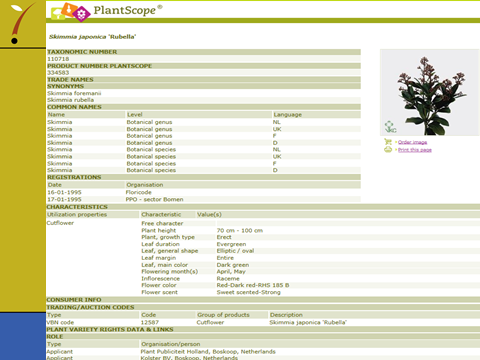 PlantScope®
Skimmia japonica 'Rubella'
TAXONOMIC NUMBER
110718
PRODUCT NUMBER PLANTSCOPE
334583
TRADE NAMES
SYNONYMS
Skimmia foremanii
Skimmia rubella
COMMON NAMES
Name Level Language
Skimmia Botanical genus NL
Skimmia Botanical genus UK
Skimmia Botanical genus F
Skimmia Botanical genus D
Skimmia Botanical species NL
Skimmia Botanical species UK
Skimmia Botanical species F
Skimmia Botanical species D
REGISTRATIONS
Date Organisation
16-01-1995 Floricode
17-01-1995 PPO - sector Bomen
CHARACTERISTICS
Utilization properties Characteristic Value(s)
Cutflower Free character
Plant height 70 cm - 100 cm
Plant, growth type Erect
Leaf duration Evergreen
Leaf, general shape Elliptic / oval
Leaf margin Entire
Leaf, main color Dark green
Flowering month(s) April, May
Inflorescence Raceme
Flower color Red-Dark red-RHS 185 B
Flower scent Sweet scented-Strong
CONSUMER INFO
TRADING/AUCTION CODES
Type Code Group of products Description
VBN code 12587 Cutflower Skimmia japonica 'Rubella'
PLANT VARIETY RIGHTS DATA & LINKS
ROLE
Type Organisation/person
Applicant Plant Publiciteit Holland, Boskoop, Netherlands
Applicant Kolster BV, Boskoop, Netherlands
VKC
Order image
Print this page